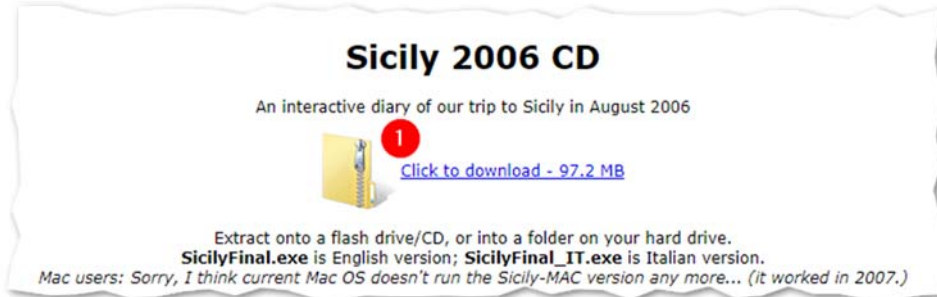 Sicily 2006 CD
An interactive diary of our trip to Sicily in August 2006
1
Click to download - 97.2 MB
Extract onto a flash drive/CD, or into a folder on your hard drive.
SicilyFinal.exe is English version; SicilyFinal_IT.exe is Italian version.
Mac users: Sorry, I think current Mac OS doesn't run the Sicily-MAC version any more... (it worked in 2007.)